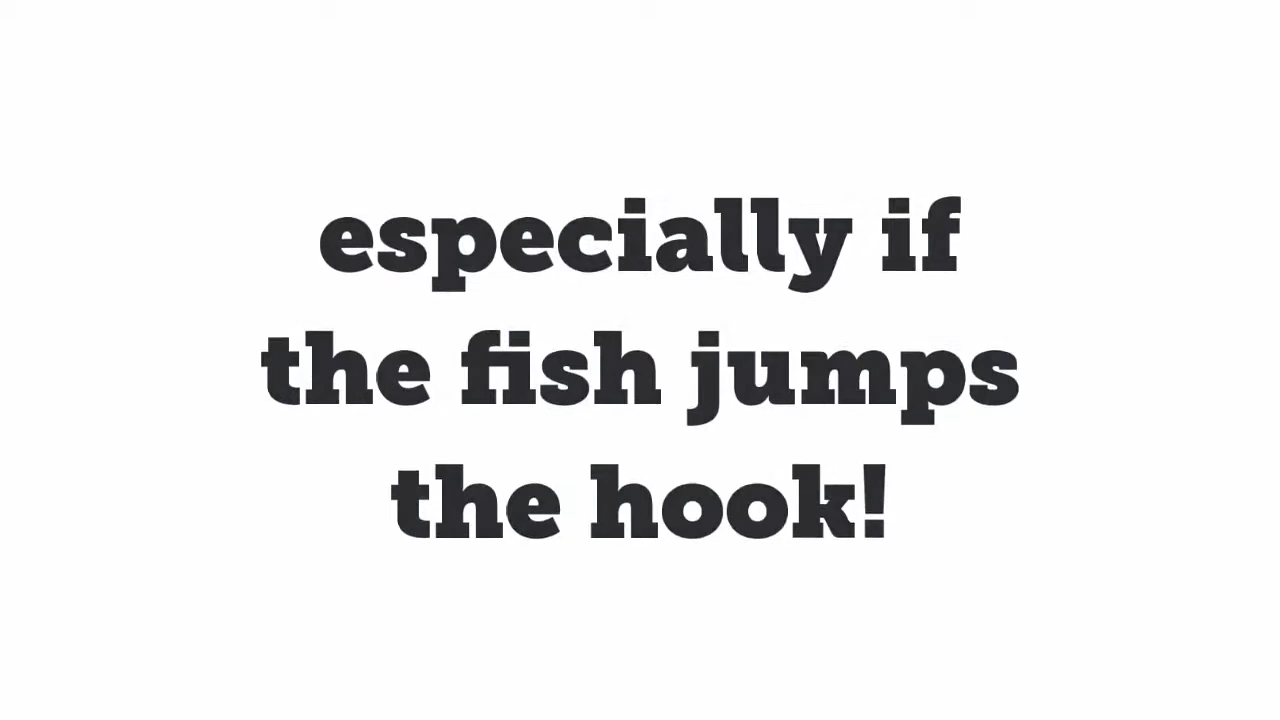 especially if
the fish jumps
the hook!